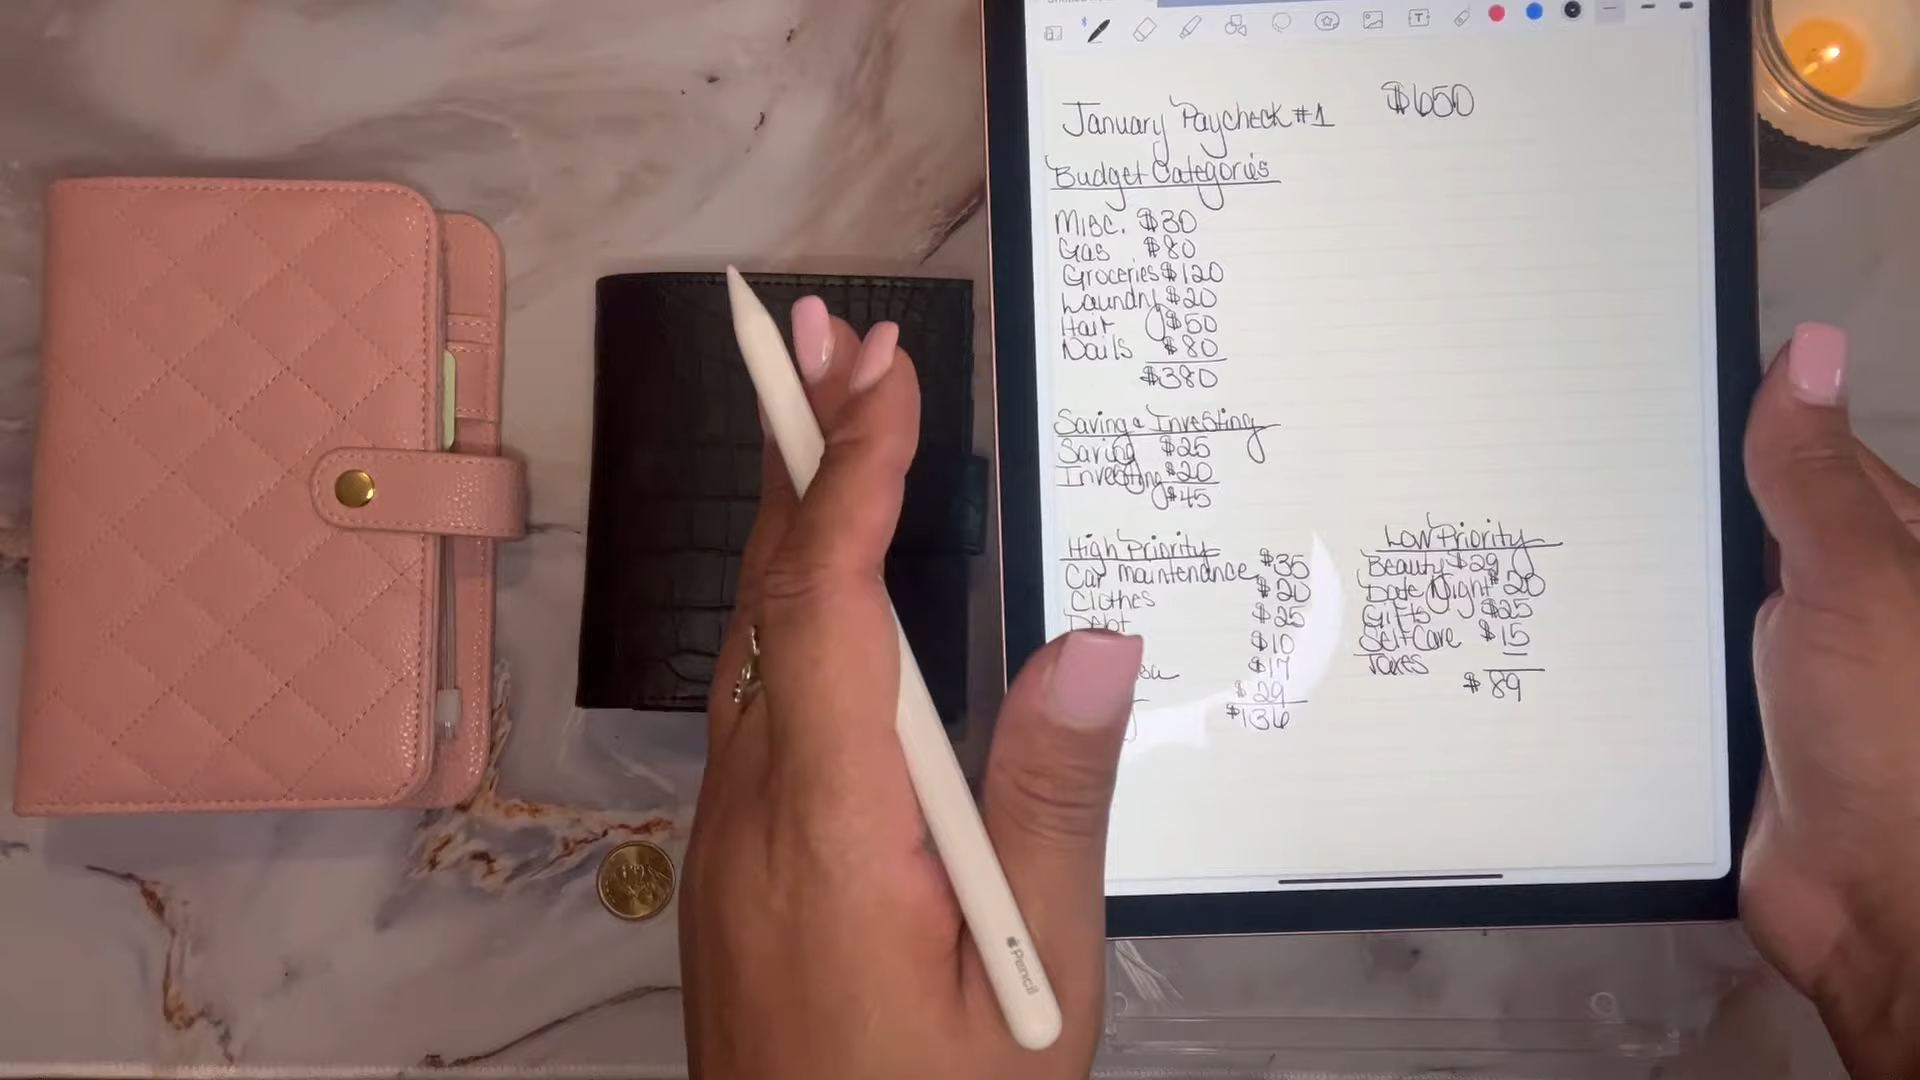 January Paycheck #1 $650
Budget Categories
Misc. $30
Gas $80
Groceries $120
Laundry $20
Hair $50
Nails $80
$380
Saving & Investing
Saving $25
Investing $20
$45
High Priority
Car maintenance $35
Clothes $20
Debt $25
$10
$17
$29
$136
Low Priority
Beauty $29
Date Night $20
Gifts $25
Self Care $15
Taxes —
$89
Pencil